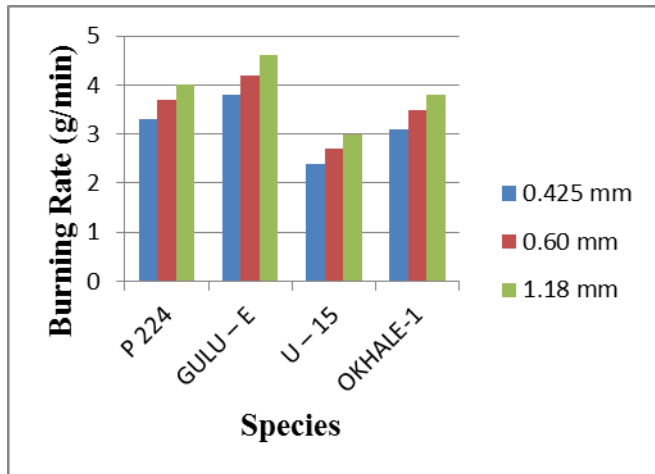 Burning Rate (g/min)
5
4
3
2
1
0
P 224
GULU – E
U – 15
OKHALE-1
Species
0.425 mm
0.60 mm
1.18 mm